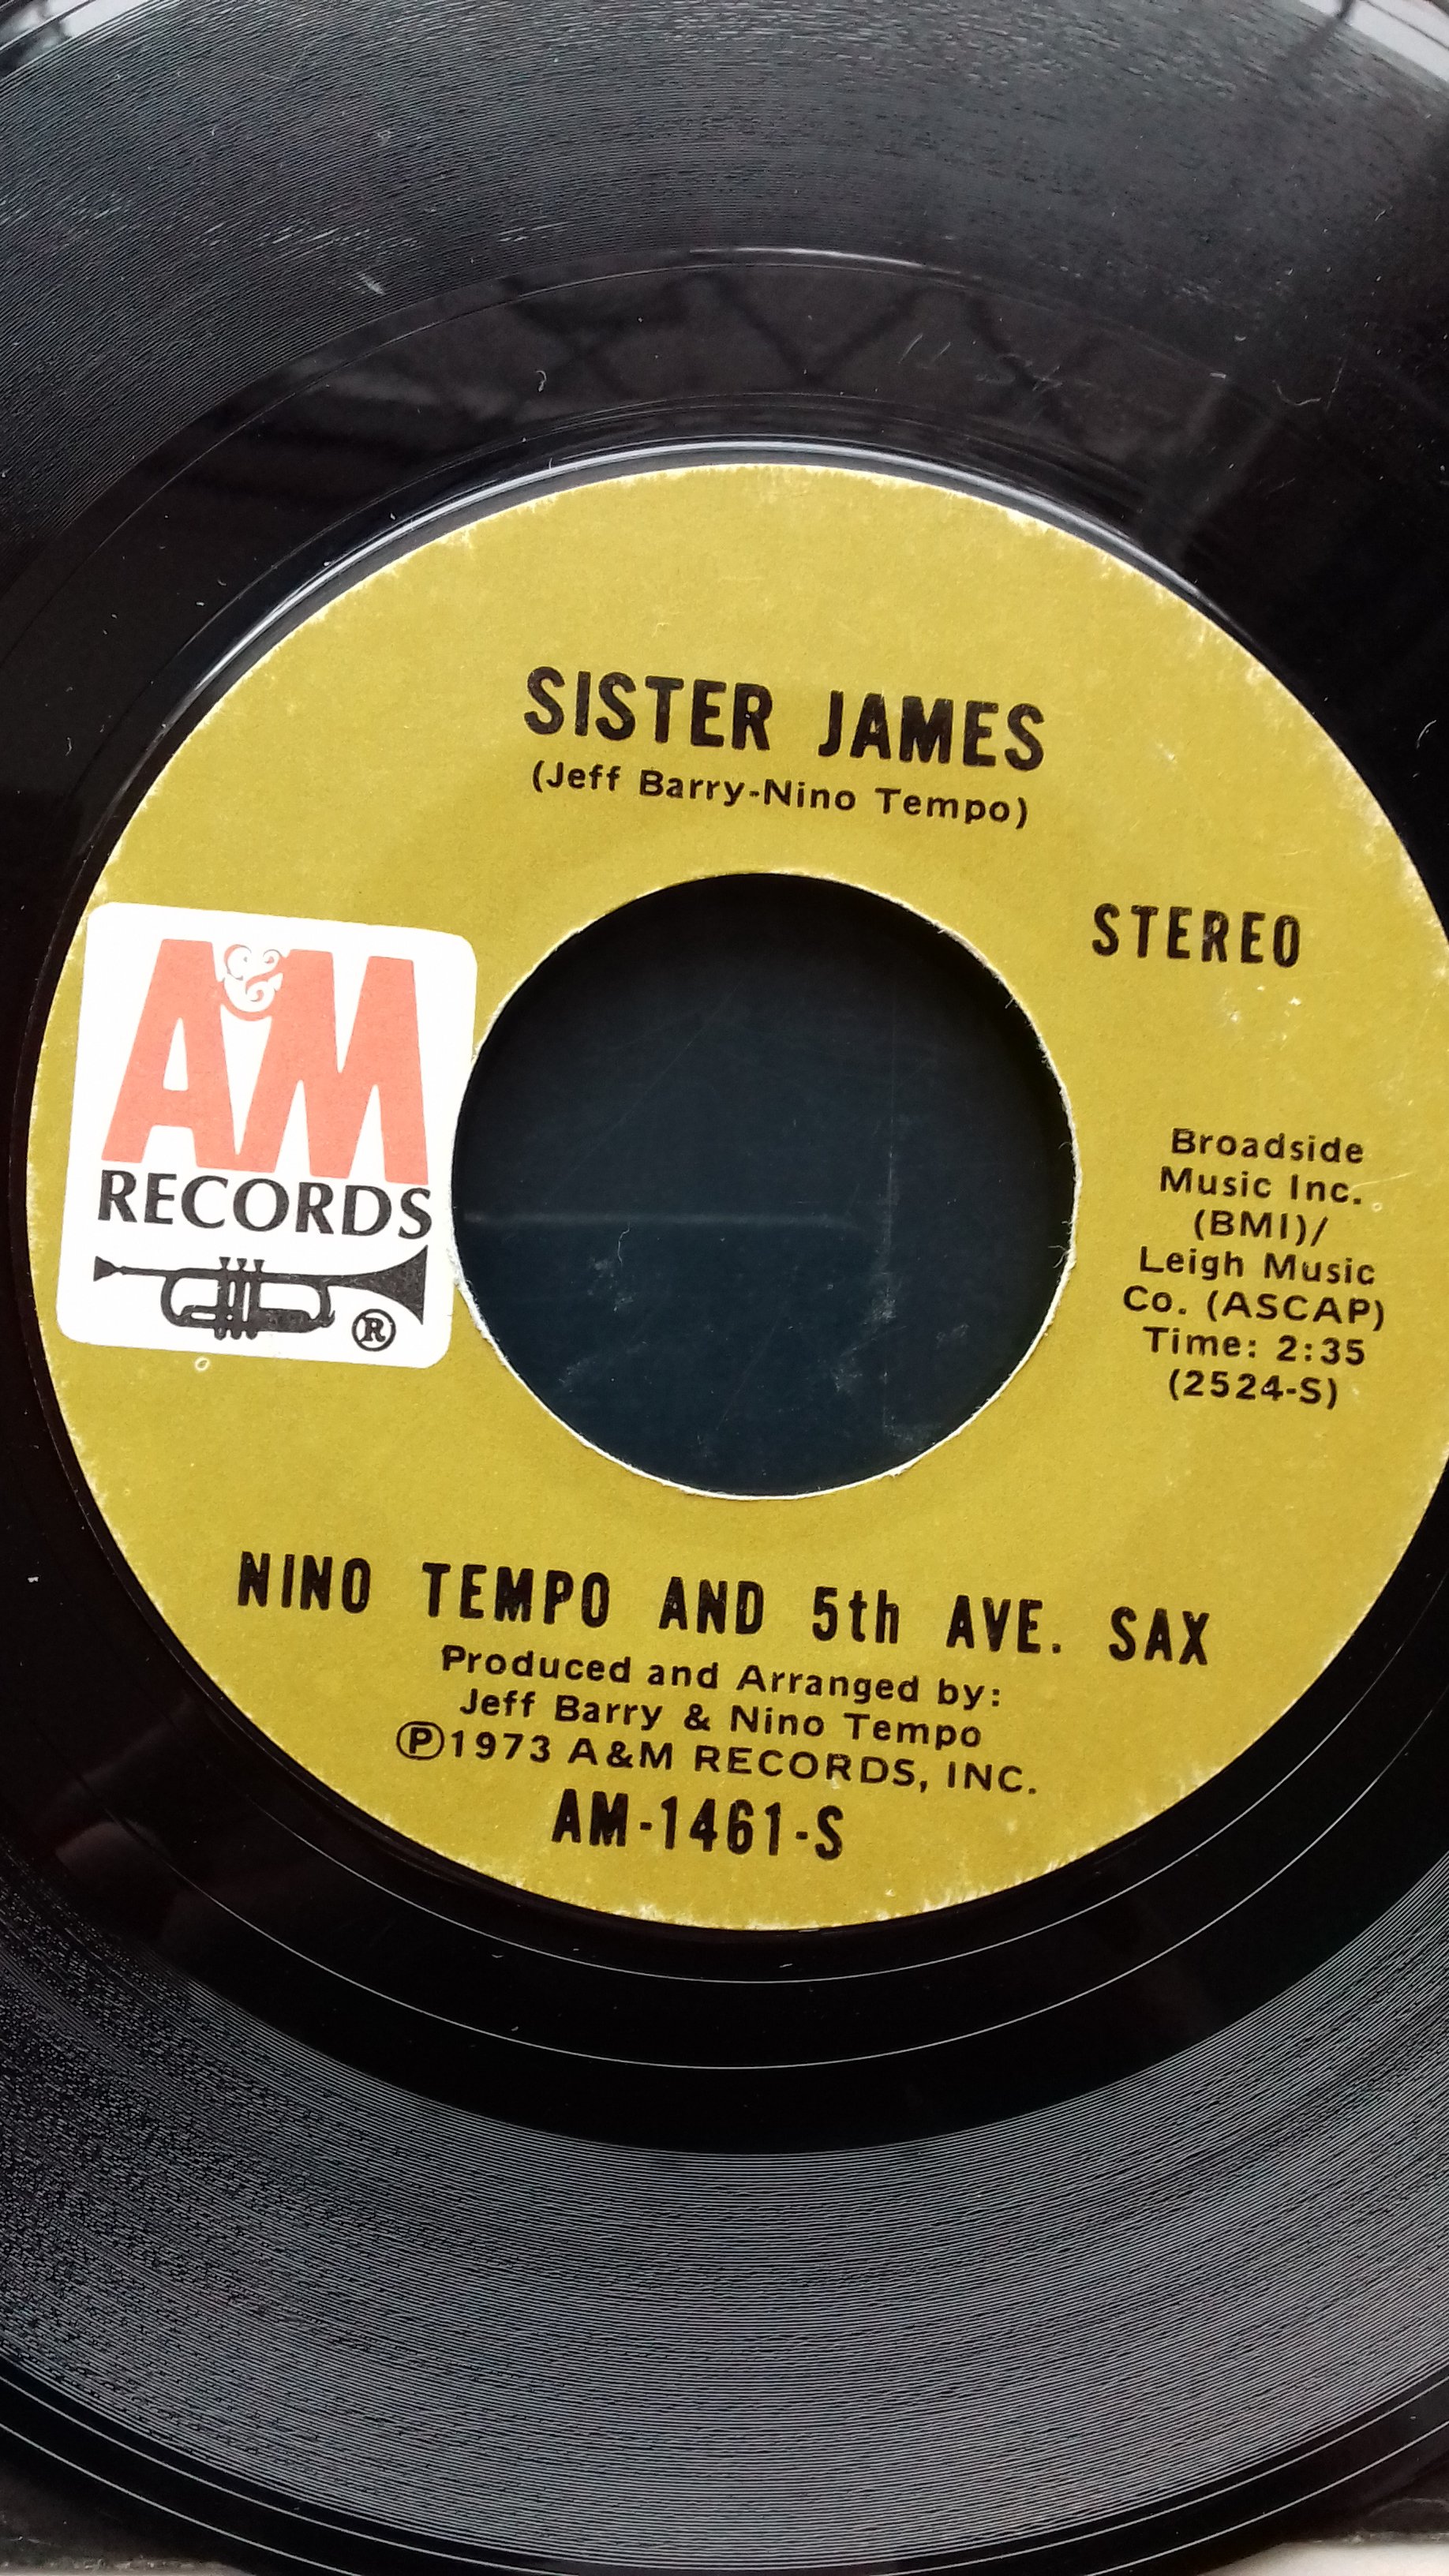 SISTER JAMES
(Jeff Barry-Nino Tempo)
STEREO
A&M
RECORDS
®
Broadside
Music Inc.
(BMI)/
Leigh Music
Co. (ASCAP)
Time: 2:35
(2524-S)
NINO TEMPO AND 5th AVE. SAX
Produced and Arranged by:
Jeff Barry & Nino Tempo
℗1973 A&M RECORDS, INC.
AM-1461-S